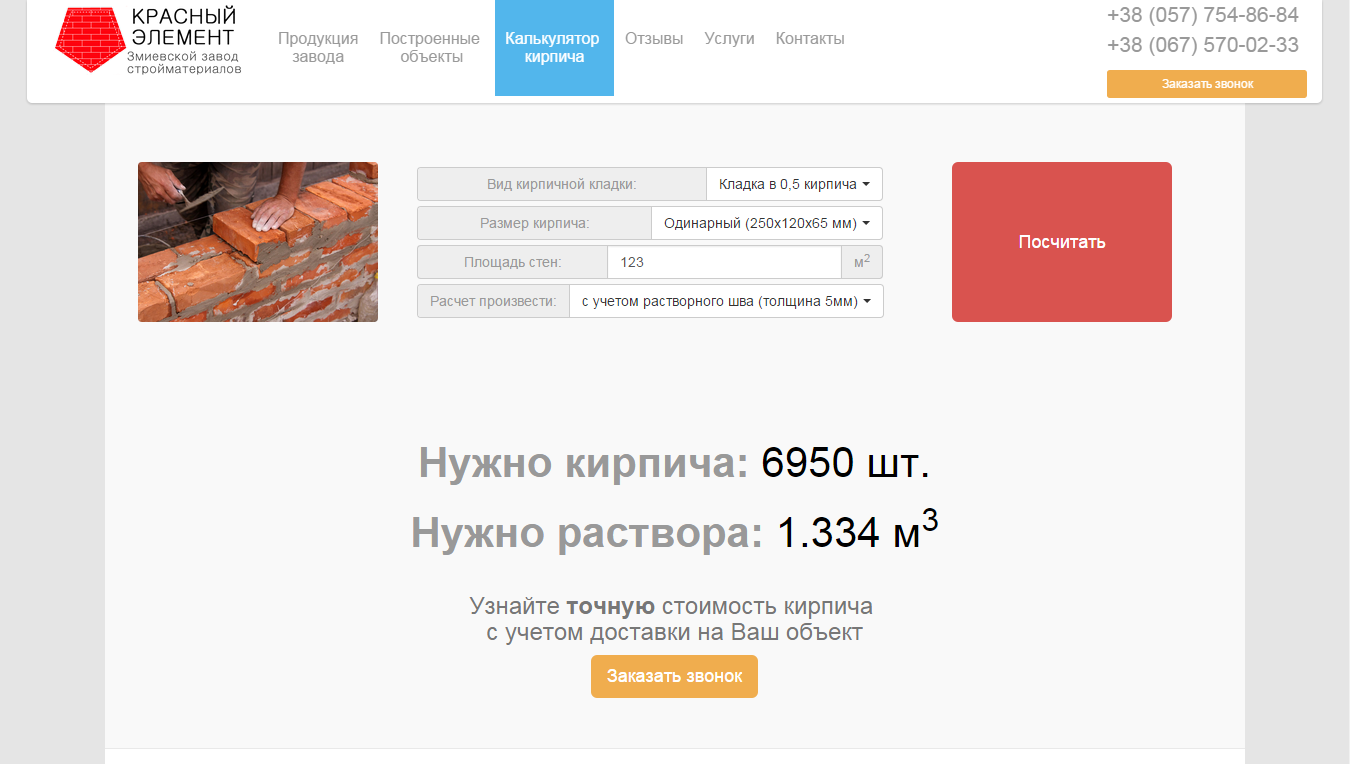 КРАСНЫЙ
ЭЛЕМЕНТ
Змиевской завод
стройматериалов
Продукция
завода
Построенные
объекты
Калькулятор
кирпича
Отзывы
Услуги
Контакты
+38 (057) 754-86-84
+38 (067) 570-02-33
Заказать звонок
Вид кирпичной кладки: Кладка в 0,5 кирпича
Размер кирпича: Одинарный (250х120х65 мм)
Площадь стен: 123 м²
Расчет произвести: с учетом растворного шва (толщина 5мм)
Посчитать
Нужно кирпича: 6950 шт.
Нужно раствора: 1.334 м³
Узнайте точную стоимость кирпича
с учетом доставки на Ваш объект
Заказать звонок